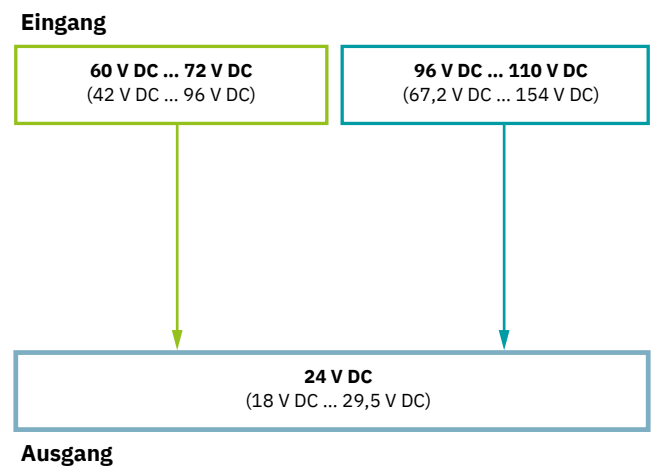 Eingang
60 V DC ... 72 V DC
(42 V DC ... 96 V DC)
96 V DC ... 110 V DC
(67,2 V DC ... 154 V DC)
24 V DC
(18 V DC ... 29,5 V DC)
Ausgang